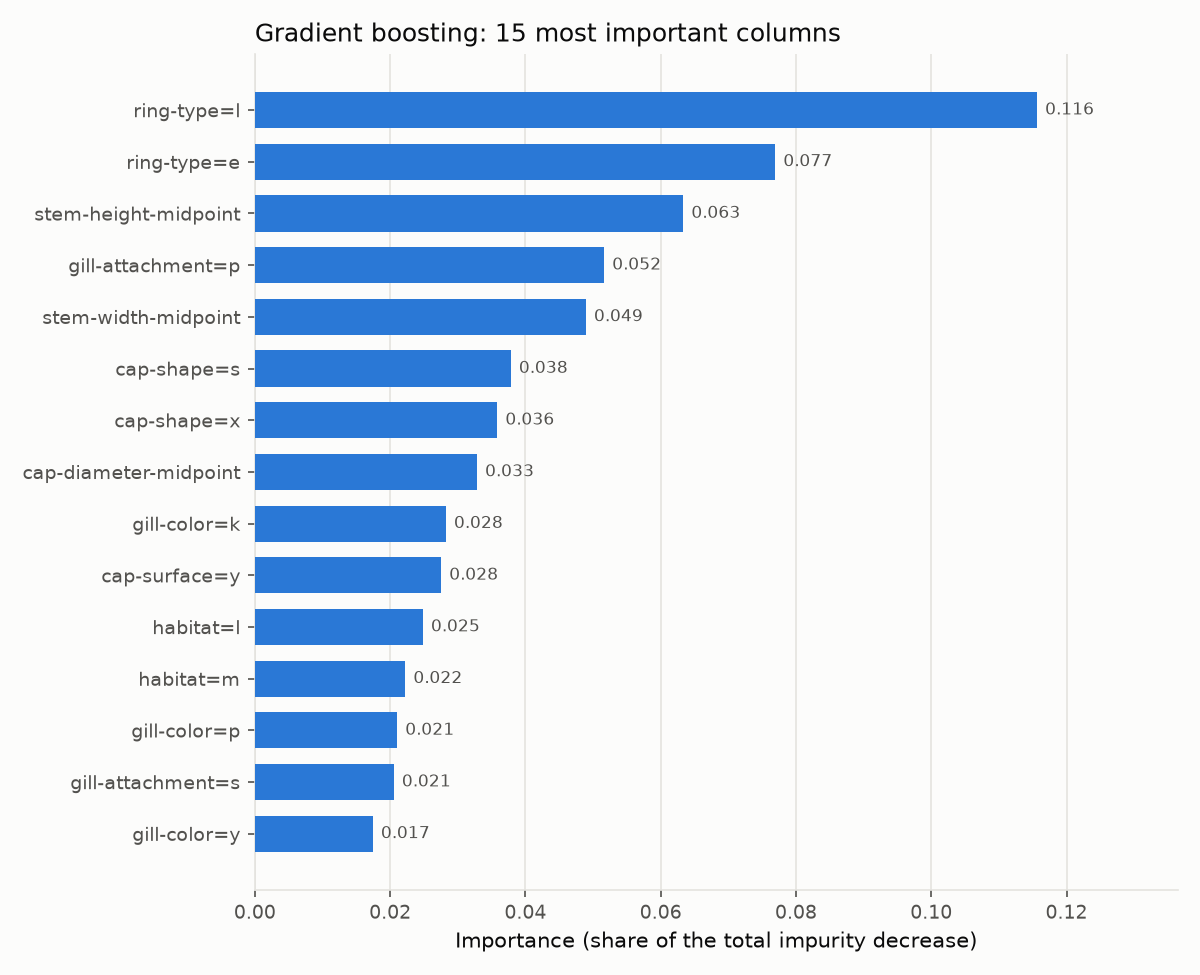 Gradient boosting: 15 most important columns
ring-type=l 0.116
ring-type=e 0.077
stem-height-midpoint 0.063
gill-attachment=p 0.052
stem-width-midpoint 0.049
cap-shape=s 0.038
cap-shape=x 0.036
cap-diameter-midpoint 0.033
gill-color=k 0.028
cap-surface=y 0.028
habitat=l 0.025
habitat=m 0.022
gill-color=p 0.021
gill-attachment=s 0.021
gill-color=y 0.017
0.00 0.02 0.04 0.06 0.08 0.10 0.12
Importance (share of the total impurity decrease)